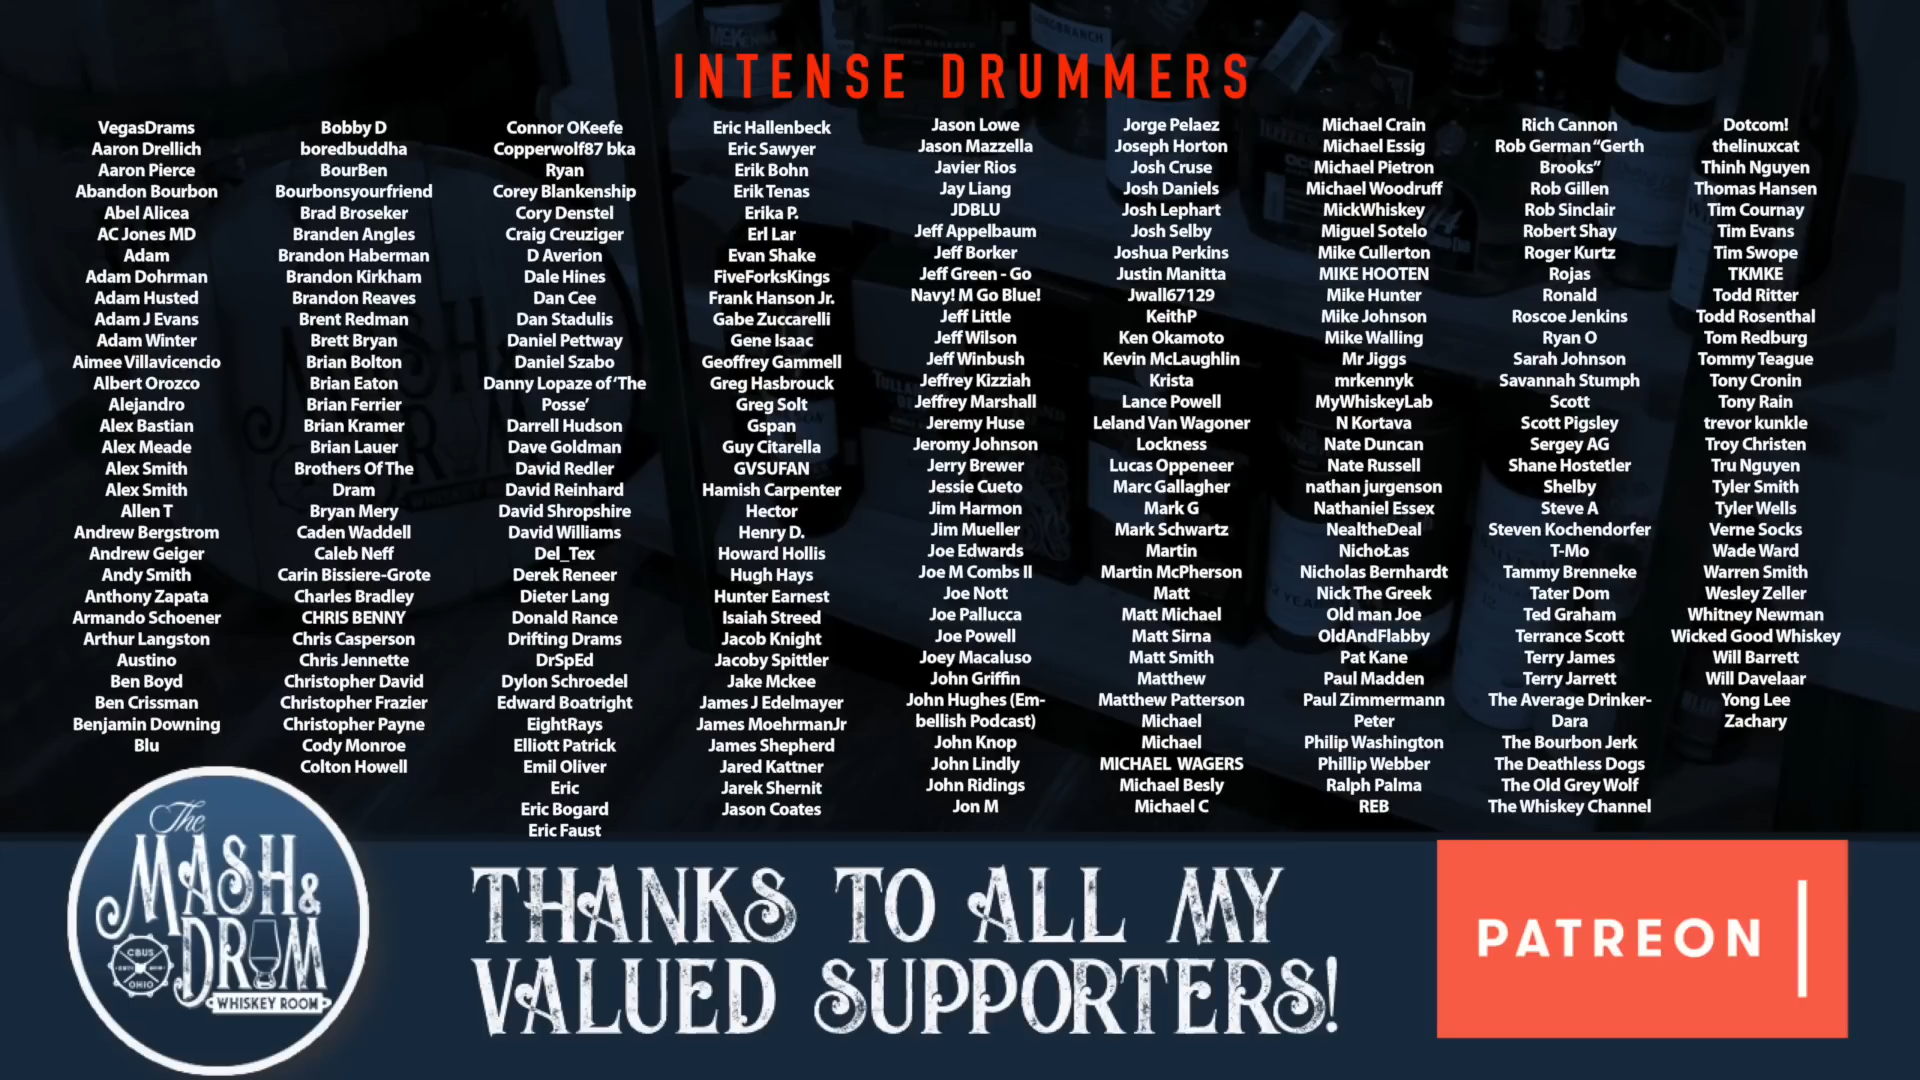 INTENSE DRUMMERS
VegasDrams
Aaron Drellich
Aaron Pierce
Abandon Bourbon
Abel Alicea
AC Jones MD
Adam
Adam Dohrman
Adam Husted
Adam J Evans
Adam Winter
Aimee Villavicencio
Albert Orozco
Alejandro
Alex Bastian
Alex Meade
Alex Smith
Alex Smith
Allen T
Andrew Bergstrom
Andrew Geiger
Andy Smith
Anthony Zapata
Armando Schoener
Arthur Langston
Austino
Ben Boyd
Ben Crissman
Benjamin Downing
Blu
Bobby D
boredbuddha
BourBen
Bourbonsyourfriend
Brad Broseker
Branden Angles
Brandon Haberman
Brandon Kirkham
Brandon Reaves
Brent Redman
Brett Bryan
Brian Bolton
Brian Eaton
Brian Ferrier
Brian Kramer
Brian Lauer
Brothers Of The
Dram
Bryan Mery
Caden Waddell
Caleb Neff
Carin Bissiere-Grote
Charles Bradley
CHRIS BENNY
Chris Casperson
Chris Jennette
Christopher David
Christopher Frazier
Christopher Payne
Cody Monroe
Colton Howell
Connor OKeefe
Copperwolf87 bka
Ryan
Corey Blankenship
Cory Denstel
Craig Creuziger
D Averion
Dale Hines
Dan Cee
Dan Stadulis
Daniel Pettway
Daniel Szabo
Danny Lopaze of ‘The
Posse’
Darrell Hudson
Dave Goldman
David Redler
David Reinhard
David Shropshire
David Williams
Del_Tex
Derek Reneer
Dieter Lang
Donald Rance
Drifting Drams
DrSpEd
Dylon Schroedel
Edward Boatright
EightRays
Elliott Patrick
Emil Oliver
Eric
Eric Bogard
Eric Faust
Eric Hallenbeck
Eric Sawyer
Erik Bohn
Erik Tenas
Erika P.
Erl Lar
Evan Shake
FiveForksKings
Frank Hanson Jr.
Gabe Zuccarelli
Gene Isaac
Geoffrey Gammell
Greg Hasbrouck
Greg Solt
Gspan
Guy Citarella
GVSUFAN
Hamish Carpenter
Hector
Henry D.
Howard Hollis
Hugh Hays
Hunter Earnest
Isaiah Streed
Jacob Knight
Jacoby Spittler
Jake Mckee
James J Edelmayer
James MoehrmanJr
James Shepherd
Jared Kattner
Jarek Shernit
Jason Coates
Jason Lowe
Jason Mazzella
Javier Rios
Jay Liang
JDBLU
Jeff Appelbaum
Jeff Borker
Jeff Green - Go
Navy! M Go Blue!
Jeff Little
Jeff Wilson
Jeff Winbush
Jeffrey Kizziah
Jeffrey Marshall
Jeremy Huse
Jeromy Johnson
Jerry Brewer
Jessie Cueto
Jim Harmon
Jim Mueller
Joe Edwards
Joe M Combs II
Joe Nott
Joe Pallucca
Joe Powell
Joey Macaluso
John Griffin
John Hughes (Em-
bellish Podcast)
John Knop
John Lindly
John Ridings
Jon M
Jorge Pelaez
Joseph Horton
Josh Cruse
Josh Daniels
Josh Lephart
Josh Selby
Joshua Perkins
Justin Manitta
Jwall67129
KeithP
Ken Okamoto
Kevin McLaughlin
Krista
Lance Powell
Leland Van Wagoner
Lockness
Lucas Oppeneer
Marc Gallagher
Mark G
Mark Schwartz
Martin
Martin McPherson
Matt
Matt Michael
Matt Sirna
Matt Smith
Matthew
Matthew Patterson
Michael
Michael
MICHAEL WAGERS
Michael Besly
Michael C
Michael Crain
Michael Essig
Michael Pietron
Michael Woodruff
MickWhiskey
Miguel Sotelo
Mike Cullerton
MIKE HOOTEN
Mike Hunter
Mike Johnson
Mike Walling
Mr Jiggs
mrkennyk
MyWhiskeyLab
N Kortava
Nate Duncan
Nate Russell
nathan jurgenson
Nathaniel Essex
NealtheDeal
NichoŁas
Nicholas Bernhardt
Nick The Greek
Old man Joe
OldAndFlabby
Pat Kane
Paul Madden
Paul Zimmermann
Peter
Philip Washington
Phillip Webber
Ralph Palma
REB
Rich Cannon
Rob German “Gerth
Brooks”
Rob Gillen
Rob Sinclair
Robert Shay
Roger Kurtz
Rojas
Ronald
Roscoe Jenkins
Ryan O
Sarah Johnson
Savannah Stumph
Scott
Scott Pigsley
Sergey AG
Shane Hostetler
Shelby
Steve A
Steven Kochendorfer
T-Mo
Tammy Brenneke
Tater Dom
Ted Graham
Terrance Scott
Terry James
Terry Jarrett
The Average Drinker-
Dara
The Bourbon Jerk
The Deathless Dogs
The Old Grey Wolf
The Whiskey Channel
Dotcom!
thelinuxcat
Thinh Nguyen
Thomas Hansen
Tim Cournay
Tim Evans
Tim Swope
TKMKE
Todd Ritter
Todd Rosenthal
Tom Redburg
Tommy Teague
Tony Cronin
Tony Rain
trevor kunkle
Troy Christen
Tru Nguyen
Tyler Smith
Tyler Wells
Verne Socks
Wade Ward
Warren Smith
Wesley Zeller
Whitney Newman
Wicked Good Whiskey
Will Barrett
Will Davelaar
Yong Lee
Zachary
The
MASH &
DRUM
CBUS
OHIO
WHISKEY ROOM
THANKS TO ALL MY
VALUED SUPPORTERS!
PATREON